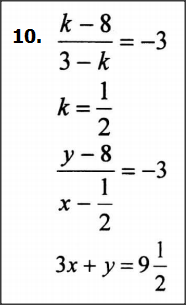 10. (k − 8)/(3 − k) = −3
k = 1/2
(y − 8)/(x − 1/2) = −3
3x + y = 9 1/2